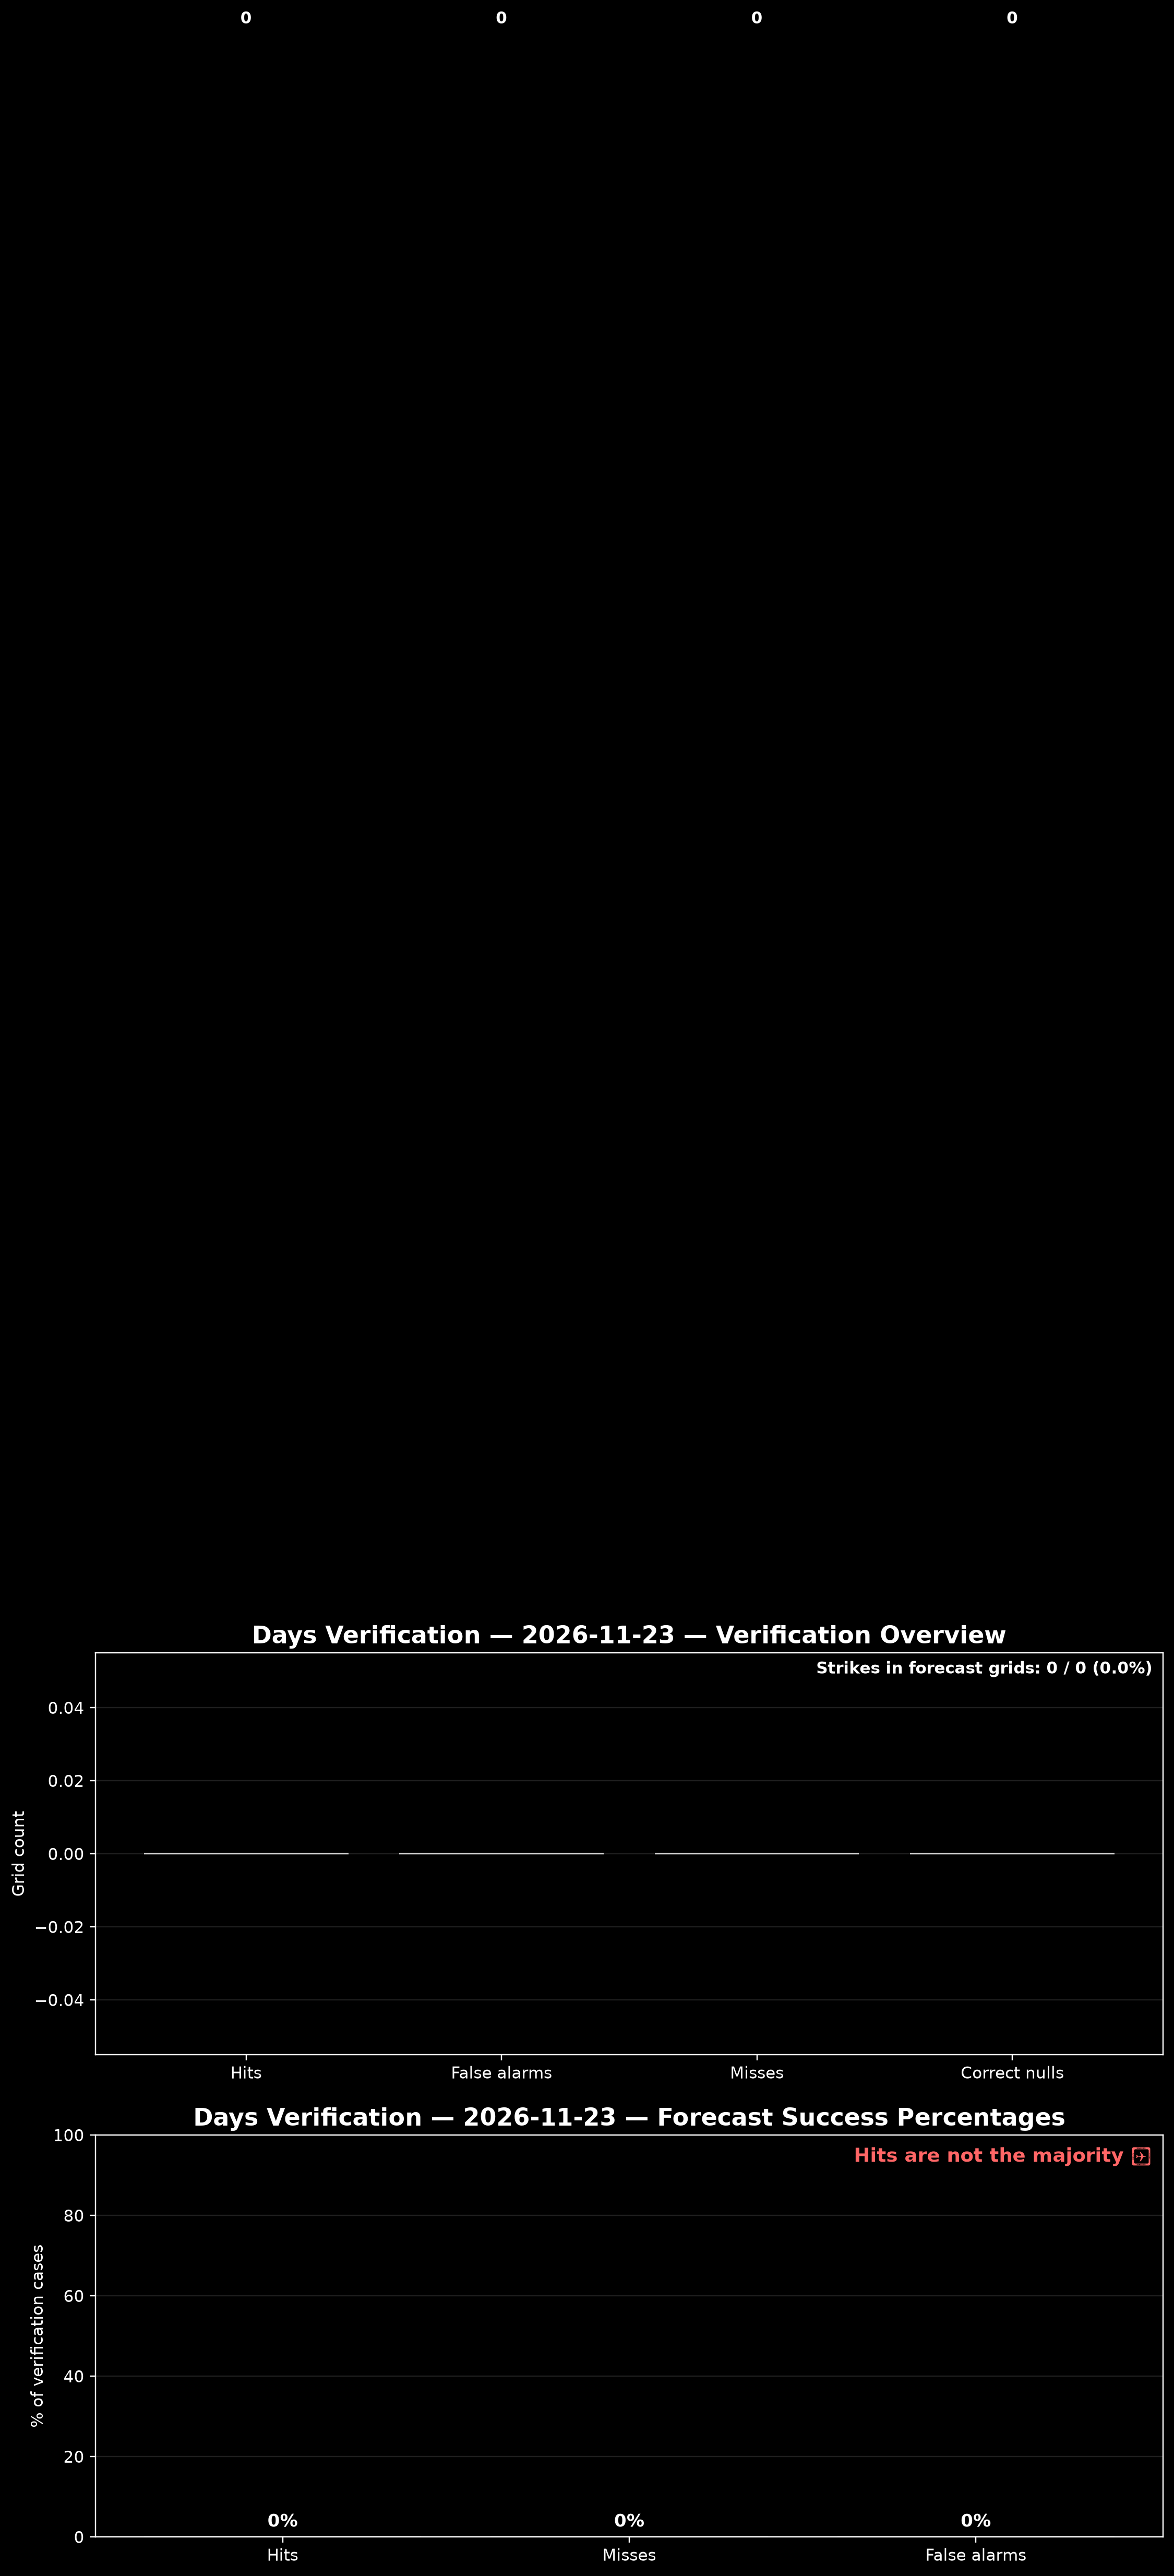 0 0 0 0
Days Verification — 2026-11-23 — Verification Overview
Strikes in forecast grids: 0 / 0 (0.0%)
0.04
0.02
0.00
−0.02
−0.04
Grid count
Hits False alarms Misses Correct nulls
Days Verification — 2026-11-23 — Forecast Success Percentages
Hits are not the majority
100
80
60
40
20
0
% of verification cases
0% 0% 0%
Hits Misses False alarms